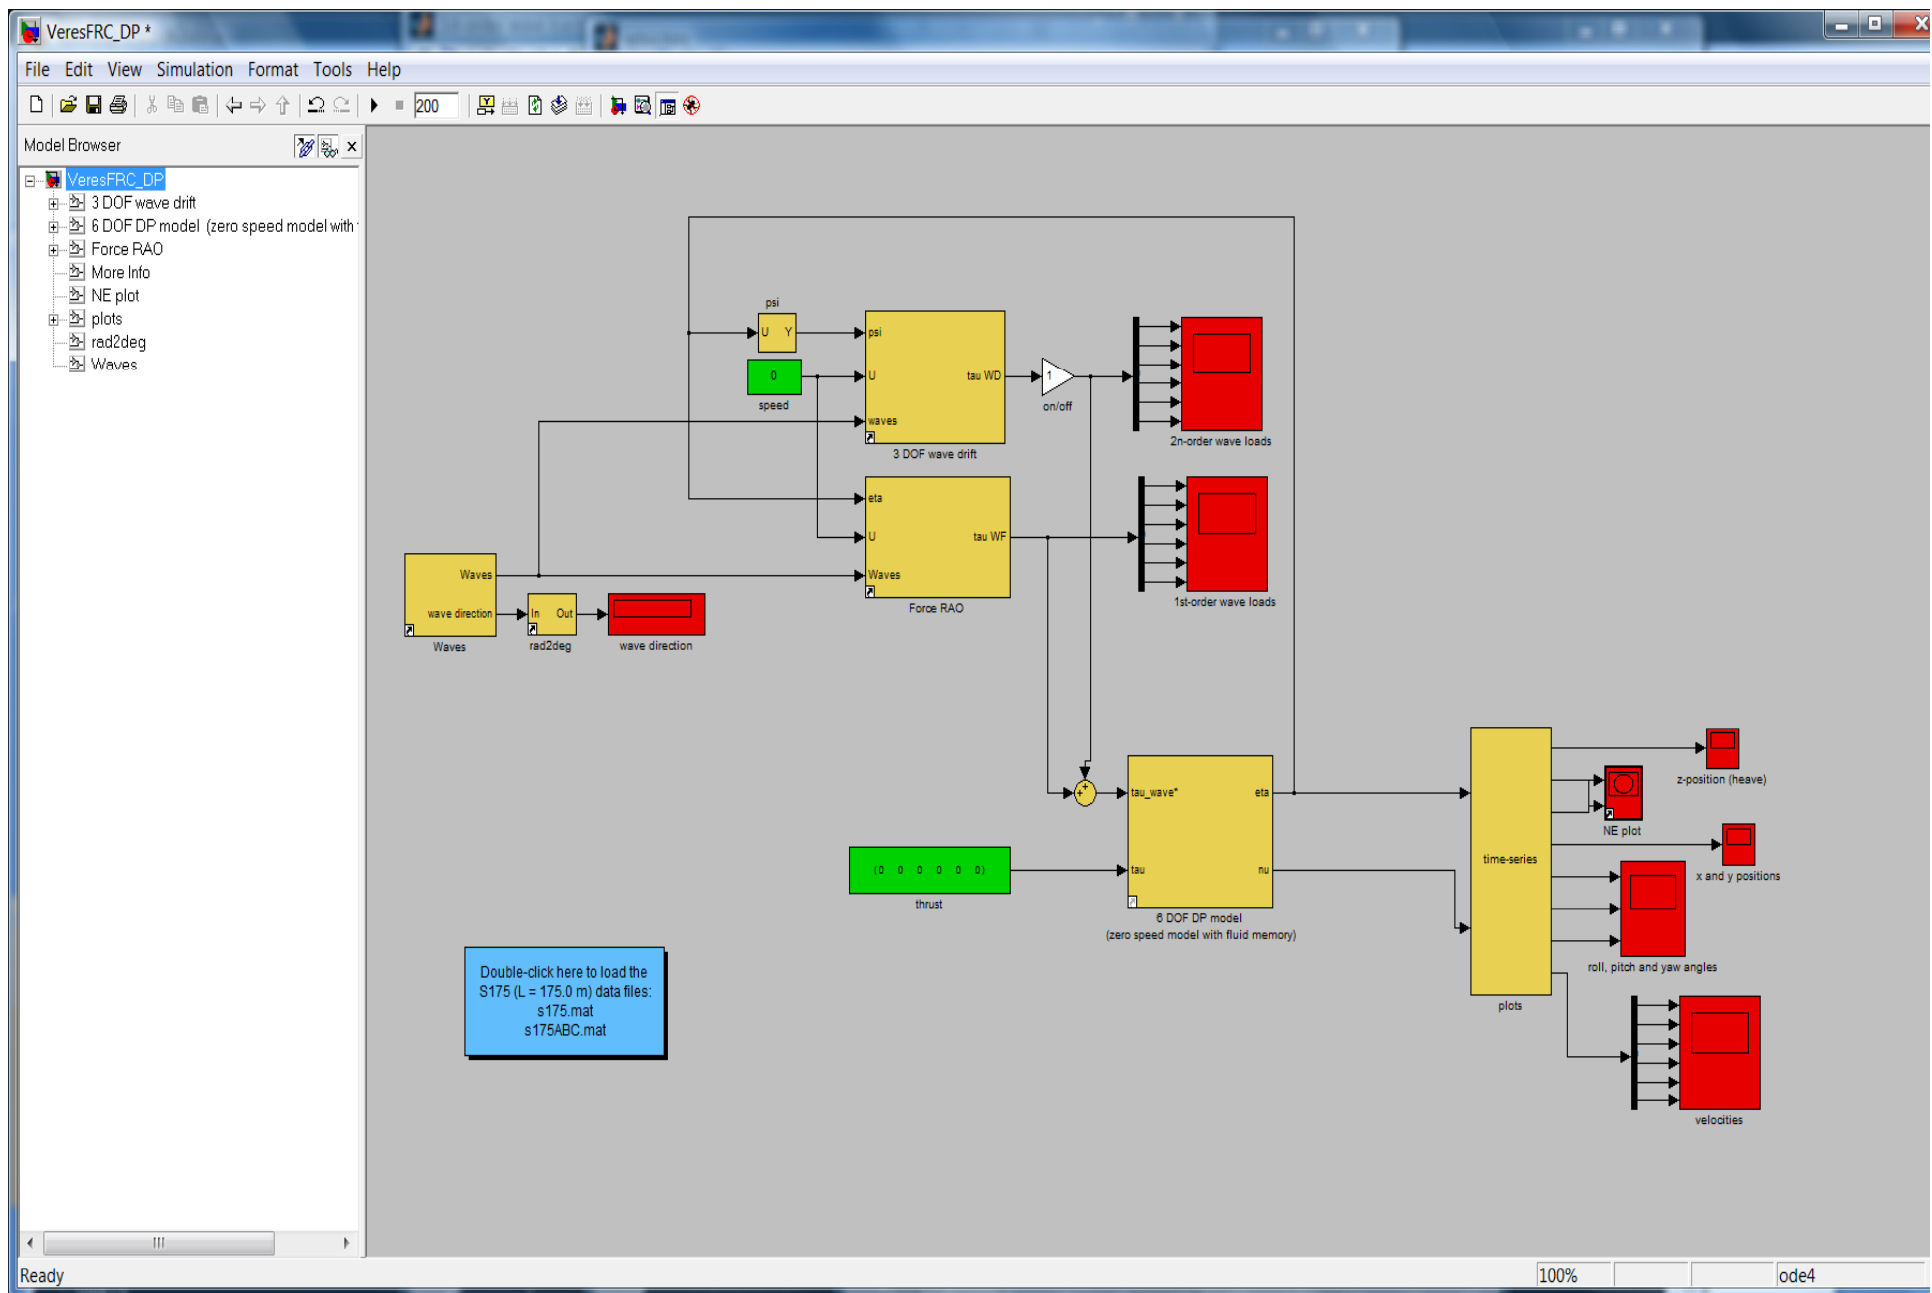 VeresFRC_DP *
File Edit View Simulation Format Tools Help
200
Model Browser
VeresFRC_DP
3 DOF wave drift
6 DOF DP model (zero speed model with
Force RAO
More Info
NE plot
plots
rad2deg
Waves
psi
U Y
psi
0
U
tau WD
1
speed
on/off
waves
2n-order wave loads
3 DOF wave drift
eta
U
tau WF
Waves
Waves
wave direction
In Out
1st-order wave loads
Force RAO
Waves
rad2deg
wave direction
z-position (heave)
tau_wave*
eta
NE plot
time-series
(0 0 0 0 0 0)
tau
nu
x and y positions
thrust
6 DOF DP model
(zero speed model with fluid memory)
roll, pitch and yaw angles
Double-click here to load the
S175 (L = 175.0 m) data files:
s175.mat
s175ABC.mat
plots
velocities
Ready
100%
ode4